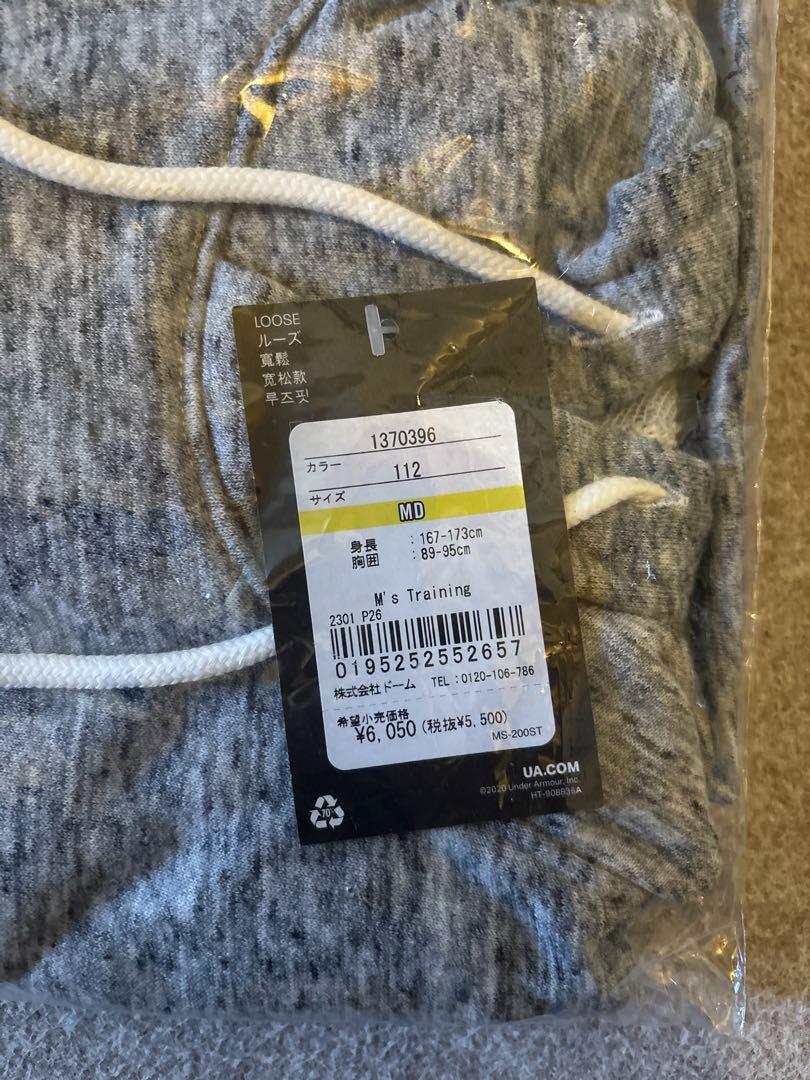 LOOSE
ルーズ
寬鬆
宽松款
루즈핏
1370396
カラー 112
サイズ
MD
身長 : 167-173cm
胸囲 : 89-95cm
M's Training
2301 P26
0195252552657
株式会社ドーム TEL:0120-106-786
希望小売価格
¥6,050(税抜¥5,500)
MS-200ST
UA.COM
©2020 Under Armour, Inc.
HT-908836A
70%